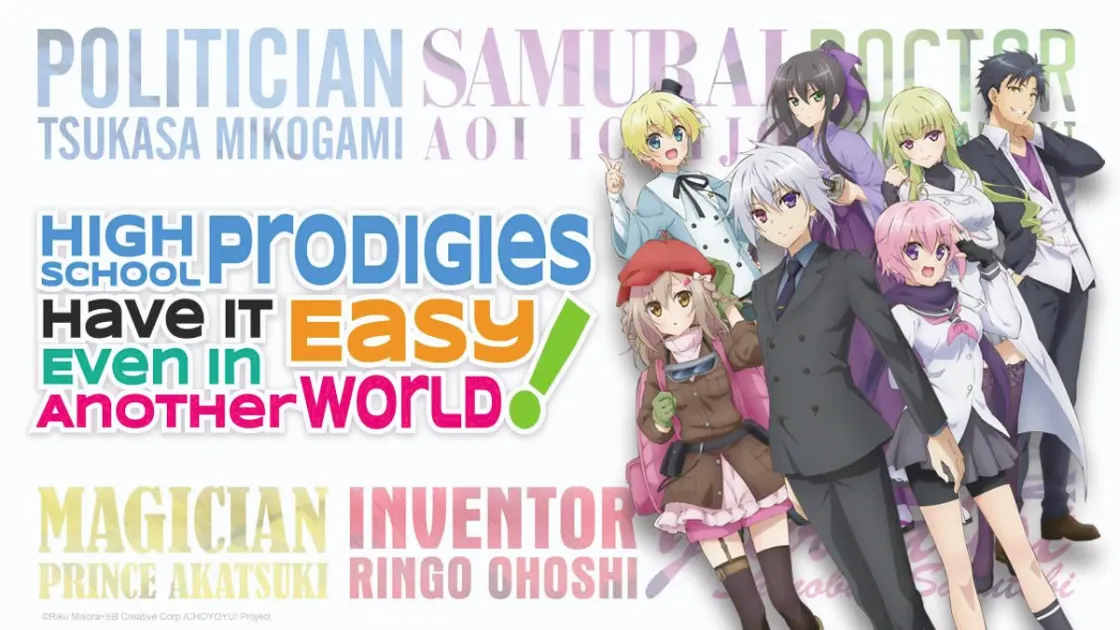 POLITICIAN SAMURAI DOCTOR
TSUKASA MIKOGAMI AOI
HIGH SCHOOL PRODIGIES
HAVE IT EASY
EVEN IN
ANOTHER WORLD!
MAGICIAN INVENTOR
PRINCE AKATSUKI RINGO OHOSHI
©Riku Misora・SB Creative Corp./CHOYOYU! Project